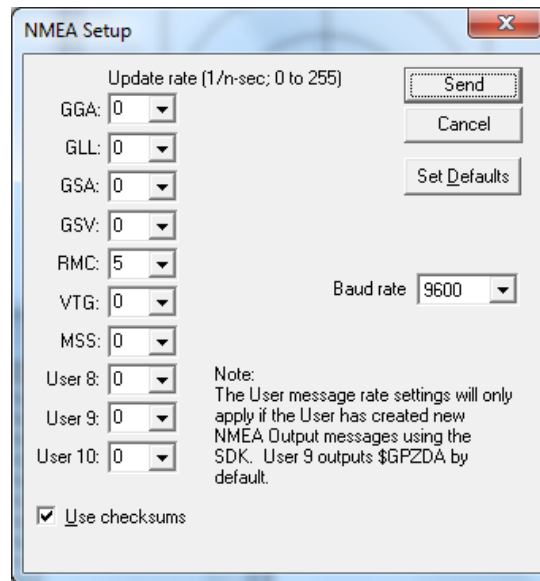 NMEA Setup
Update rate (1/n-sec; 0 to 255)
GGA: 0
GLL: 0
GSA: 0
GSV: 0
RMC: 5
VTG: 0
MSS: 0
User 8: 0
User 9: 0
User 10: 0
Use checksums
Send
Cancel
Set Defaults
Baud rate 9600
Note:
The User message rate settings will only
apply if the User has created new
NMEA Output messages using the
SDK. User 9 outputs $GPZDA by
default.